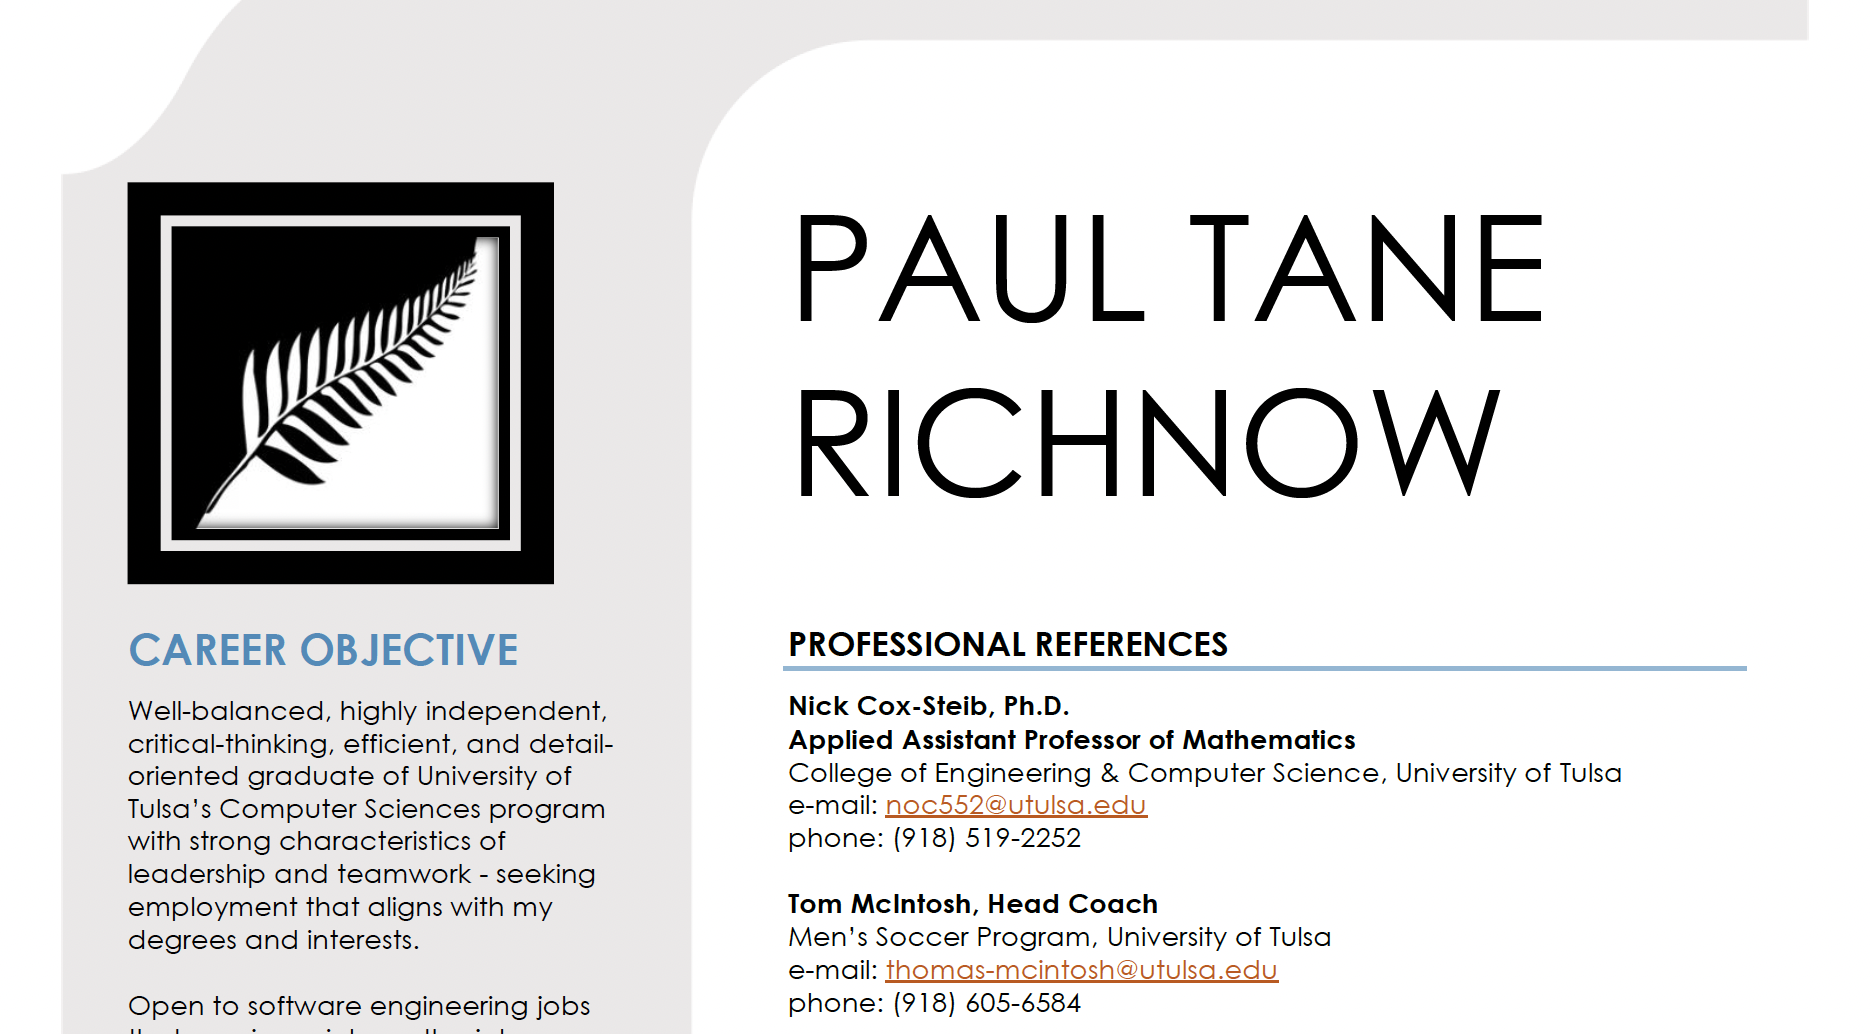 PAUL TANE
RICHNOW
CAREER OBJECTIVE
Well-balanced, highly independent,
critical-thinking, efficient, and detail-
oriented graduate of University of
Tulsa’s Computer Sciences program
with strong characteristics of
leadership and teamwork - seeking
employment that aligns with my
degrees and interests.
Open to software engineering jobs
PROFESSIONAL REFERENCES
Nick Cox-Steib, Ph.D.
Applied Assistant Professor of Mathematics
College of Engineering & Computer Science, University of Tulsa
e-mail: noc552@utulsa.edu
phone: (918) 519-2252
Tom McIntosh, Head Coach
Men’s Soccer Program, University of Tulsa
e-mail: thomas-mcintosh@utulsa.edu
phone: (918) 605-6584